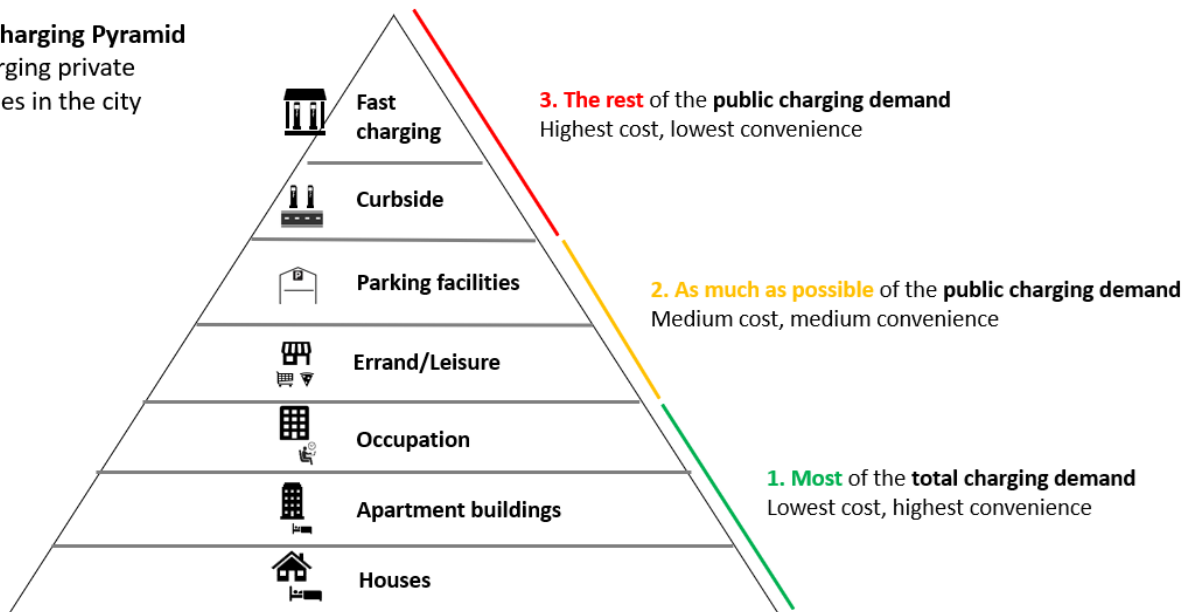 harging Pyramid
rging private
es in the city
Fast
charging
3. The rest of the public charging demand
Highest cost, lowest convenience
Curbside
P
Parking facilities
2. As much as possible of the public charging demand
Medium cost, medium convenience
Errand/Leisure
Occupation
1. Most of the total charging demand
Lowest cost, highest convenience
Apartment buildings
Houses